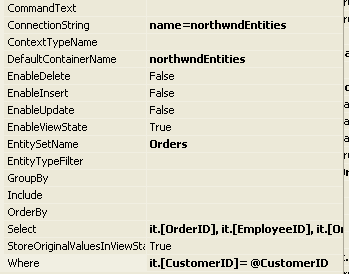 CommandText
ConnectionString name=northwndEntities
ContextTypeName
DefaultContainerName northwndEntities
EnableDelete False
EnableInsert False
EnableUpdate False
EnableViewState True
EntitySetName Orders
EntityTypeFilter
GroupBy
Include
OrderBy
Select it.[OrderID], it.[EmployeeID], it.[Or
StoreOriginalValuesInViewSta True
Where it.[CustomerID]= @CustomerID